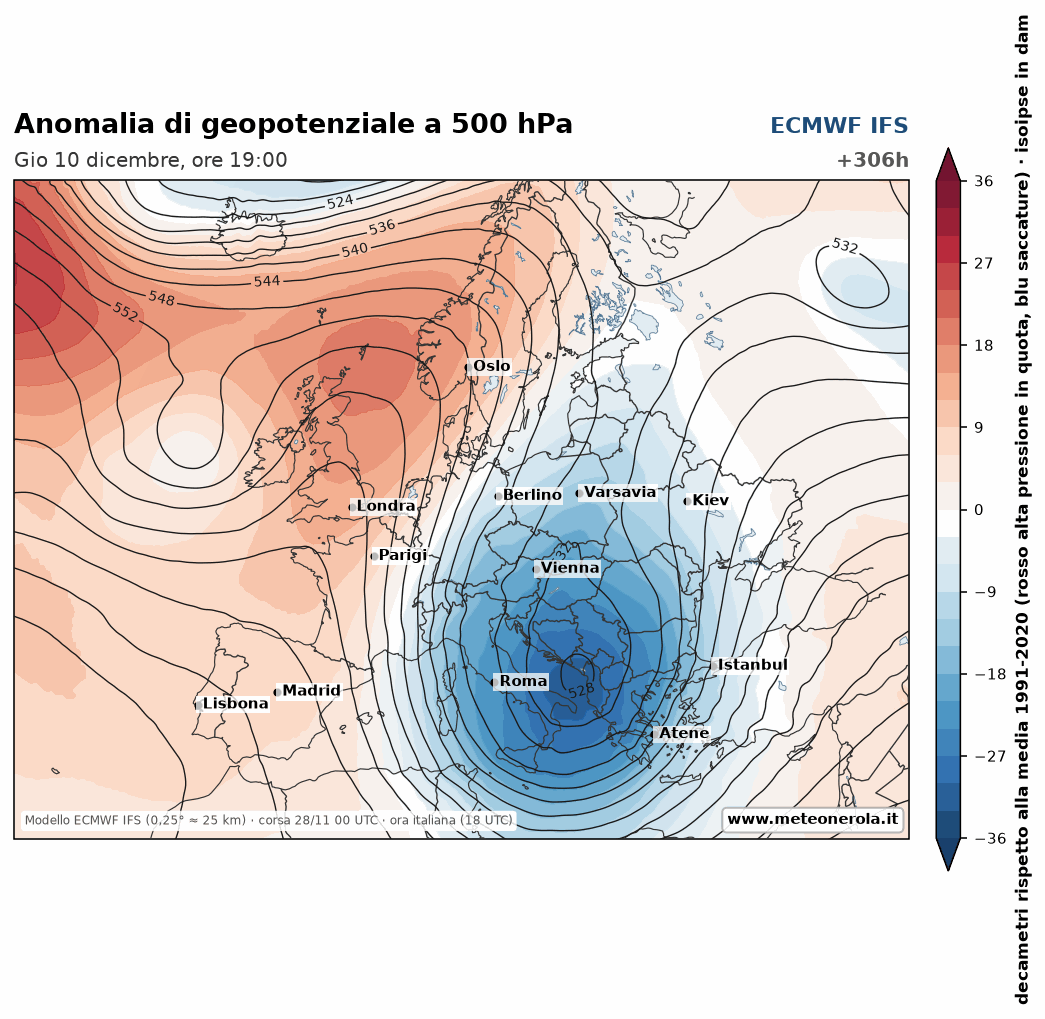 Anomalia di geopotenziale a 500 hPa
ECMWF IFS
Gio 10 dicembre, ore 19:00
+306h
524
536
540
544
548
552
532
Oslo
Londra
Berlino
Varsavia
Kiev
Parigi
Vienna
Roma
528
Istanbul
Madrid
Lisbona
Atene
Modello ECMWF IFS (0,25° ≈ 25 km) · corsa 28/11 00 UTC · ora italiana (18 UTC)
www.meteonerola.it
36
27
18
9
0
−9
−18
−27
−36
decametri rispetto alla media 1991-2020 (rosso alta pressione in quota, blu saccature) · isoipse in dam